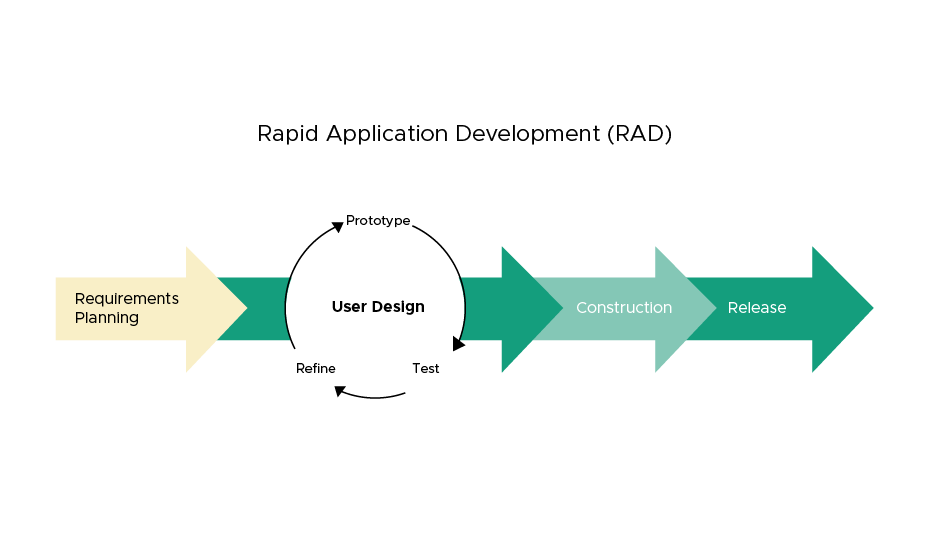 Rapid Application Development (RAD)
Prototype
Requirements
Planning
User Design
Construction
Release
Refine
Test